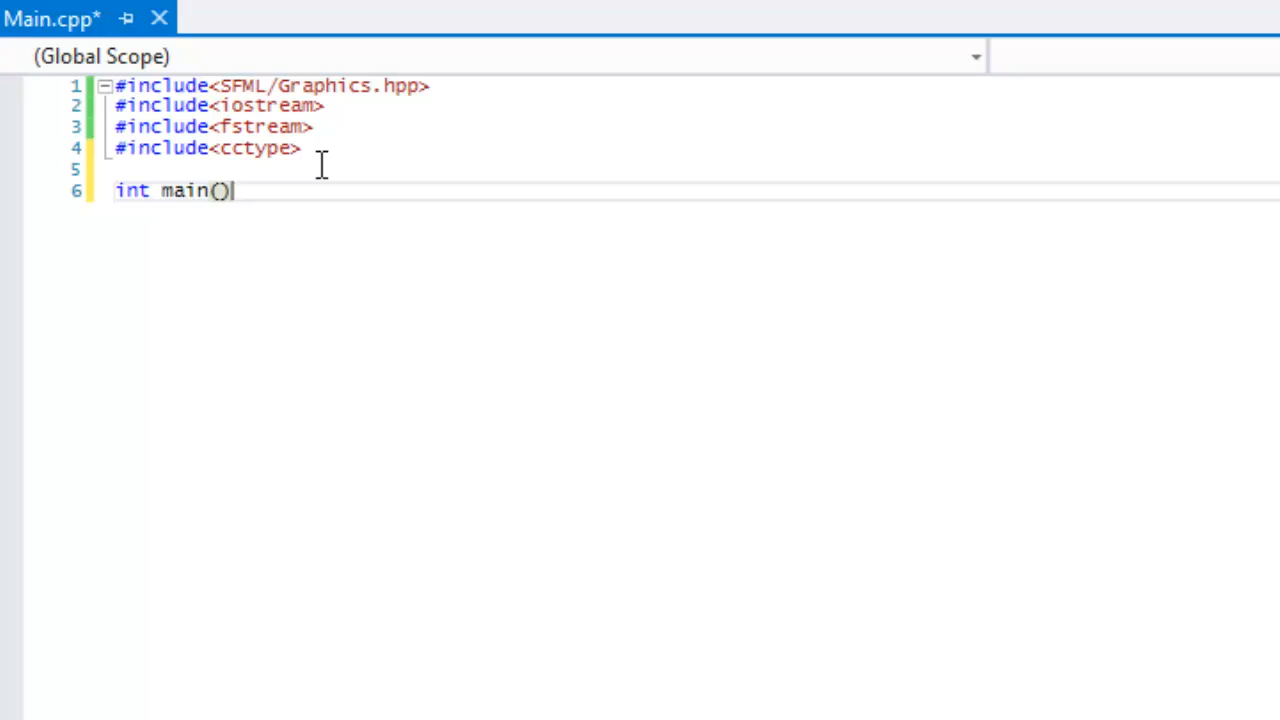 Main.cpp*
(Global Scope)
1 #include<SFML/Graphics.hpp>
2 #include<iostream>
3 #include<fstream>
4 #include<cctype>
5
6 int main()